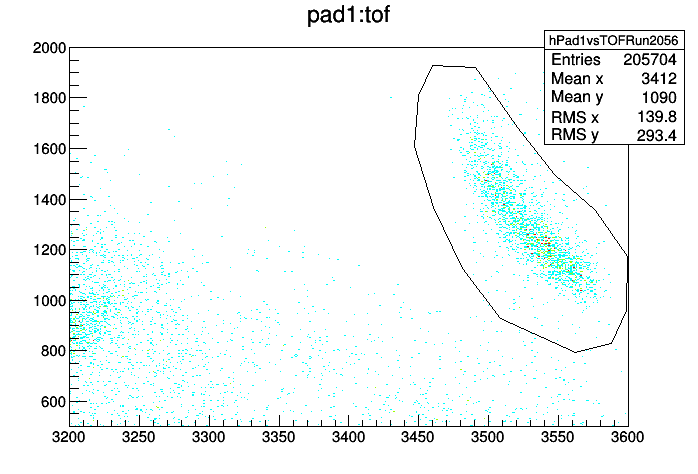 pad1:tof
hPad1vsTOFRun2056
Entries 205704
Mean x 3412
Mean y 1090
RMS x 139.8
RMS y 293.4
2000
1800
1600
1400
1200
1000
800
600
3200 3250 3300 3350 3400 3450 3500 3550 3600